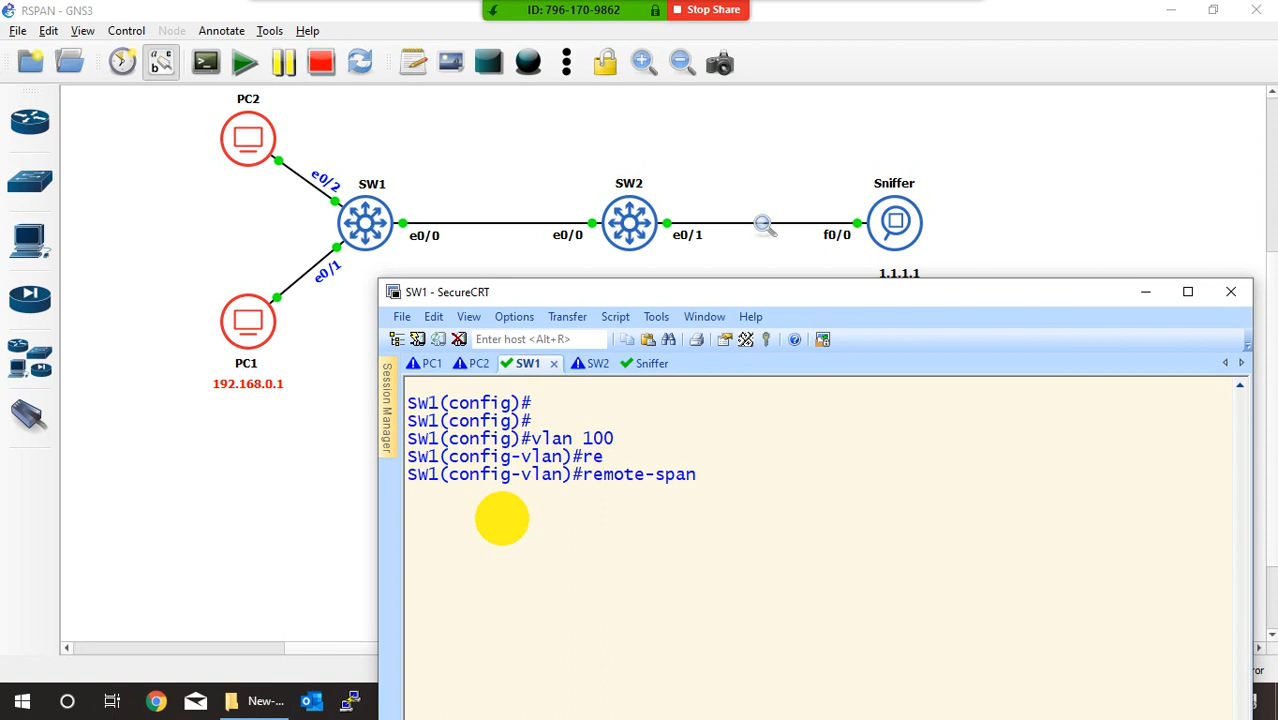 RSPAN - GNS3
ID: 796-170-9862
Stop Share
File Edit View Control Node Annotate Tools Help
PC2
e0/2
SW1
SW2
Sniffer
e0/0
e0/0
e0/1
f0/0
e0/1
1.1.1.1
PC1
192.168.0.1
SW1 - SecureCRT
File Edit View Options Transfer Script Tools Window Help
Enter host <Alt+R>
PC1 PC2 SW1 SW2 Sniffer
Session Manager
SW1(config)#
SW1(config)#
SW1(config)#vlan 100
SW1(config-vlan)#re
SW1(config-vlan)#remote-span
New-...